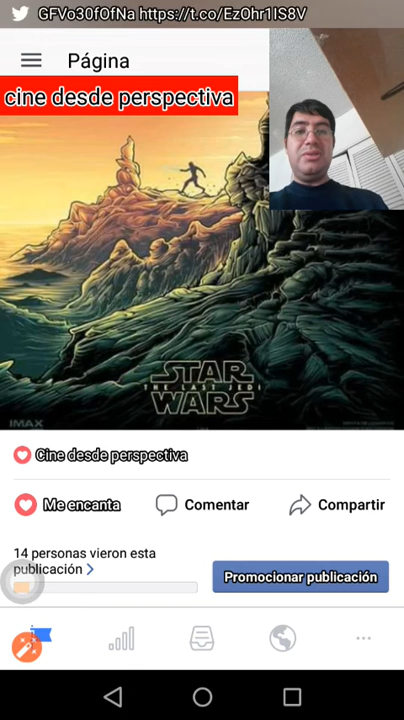 GFVo30fOfNa https://t.co/EzOhr1IS8V
Página
cine desde perspectiva
STAR
THE LAST JEDI
WARS
IMAX
Cine desde perspectiva
Me encanta
Comentar
Compartir
14 personas vieron esta
publicación
Promocionar publicación